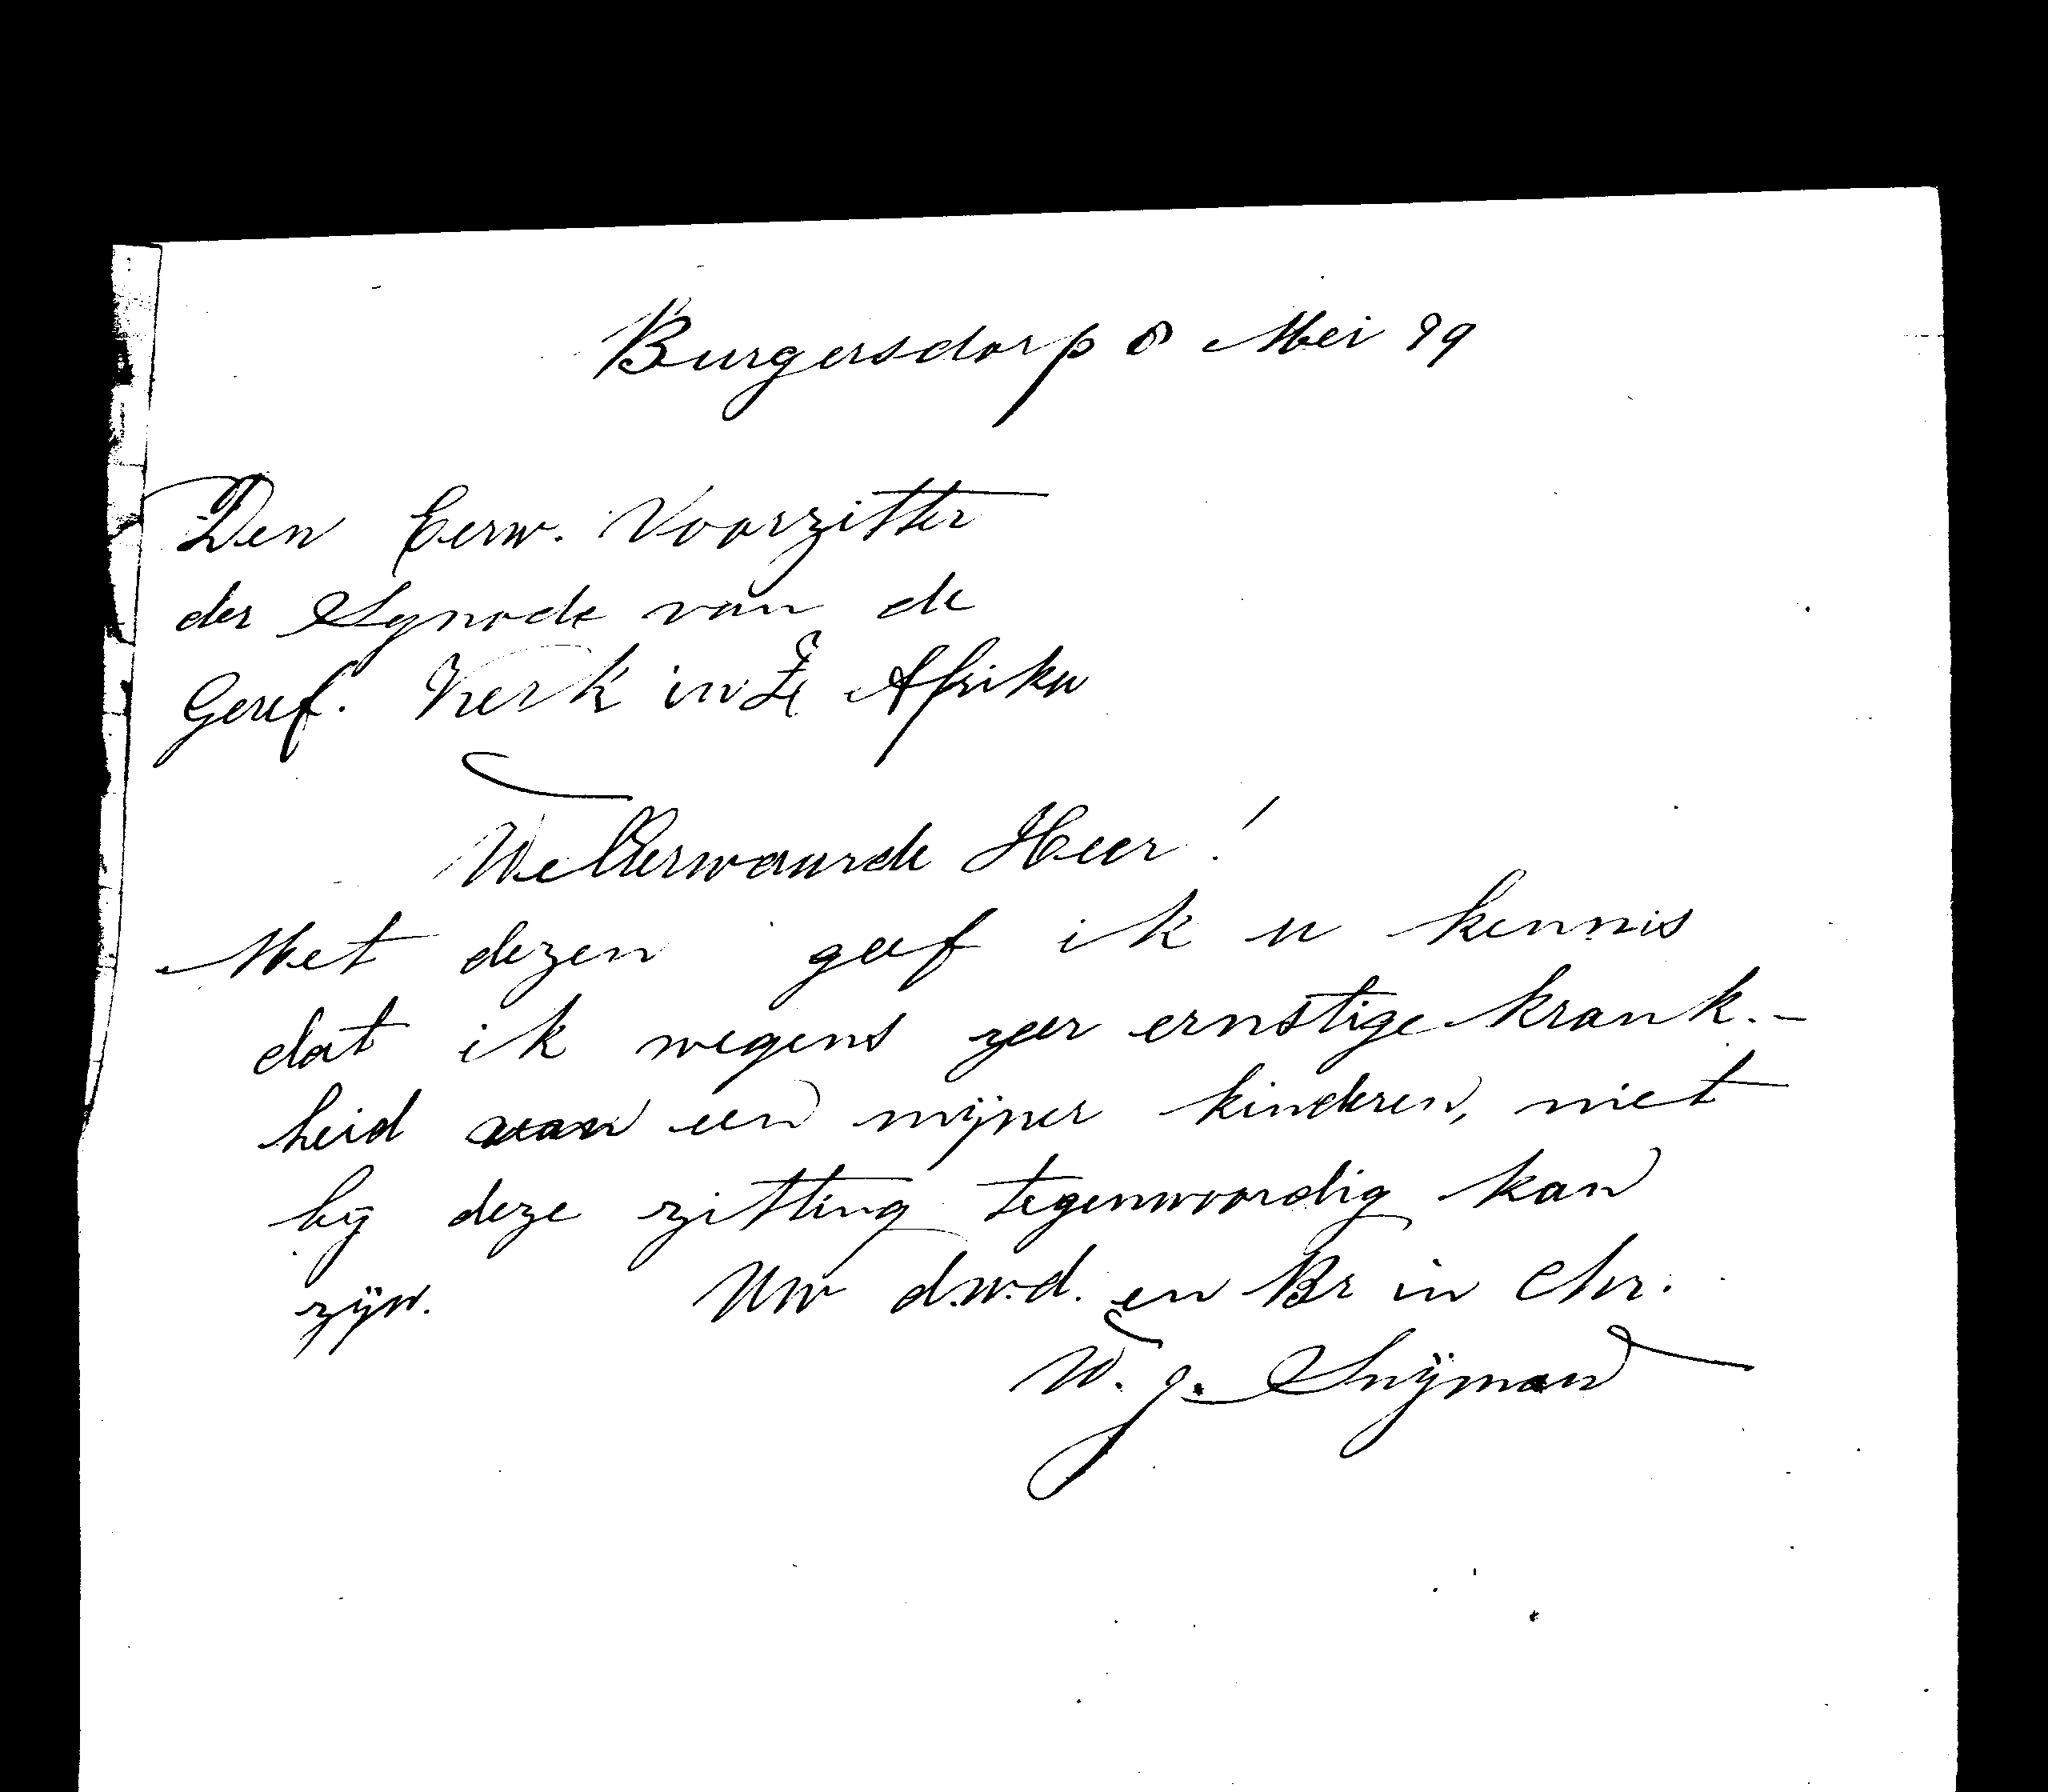 Burgersdorp 8 Mei 99
Den Eerw. Voorzitter
der Synode van de
Geref. Kerk in Z. Afrika
WelEerwaarde Heer!
Met dezen geef ik u kennis
dat ik wegens zeer ernstige krank.-
heid van een mijner kinderen, niet
bij deze zitting tegenwoordig kan
zijn. Uw d.w.d. en Br in Chr.
W. J. Snijman